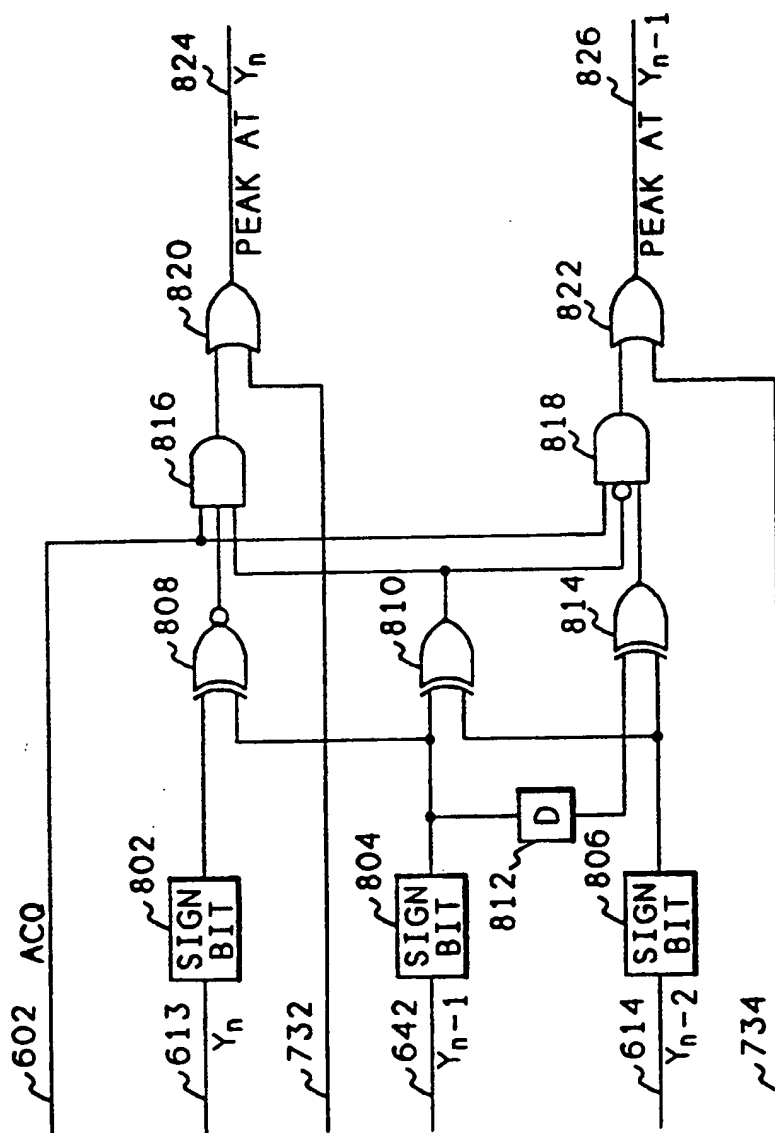 602 ACQ
613 Yn
802
SIGN BIT
808
816
820
824
PEAK AT Yn
732
642 Yn-1
804
SIGN BIT
810
812
D
614 Yn-2
806
SIGN BIT
814
818
822
826
PEAK AT Yn-1
734